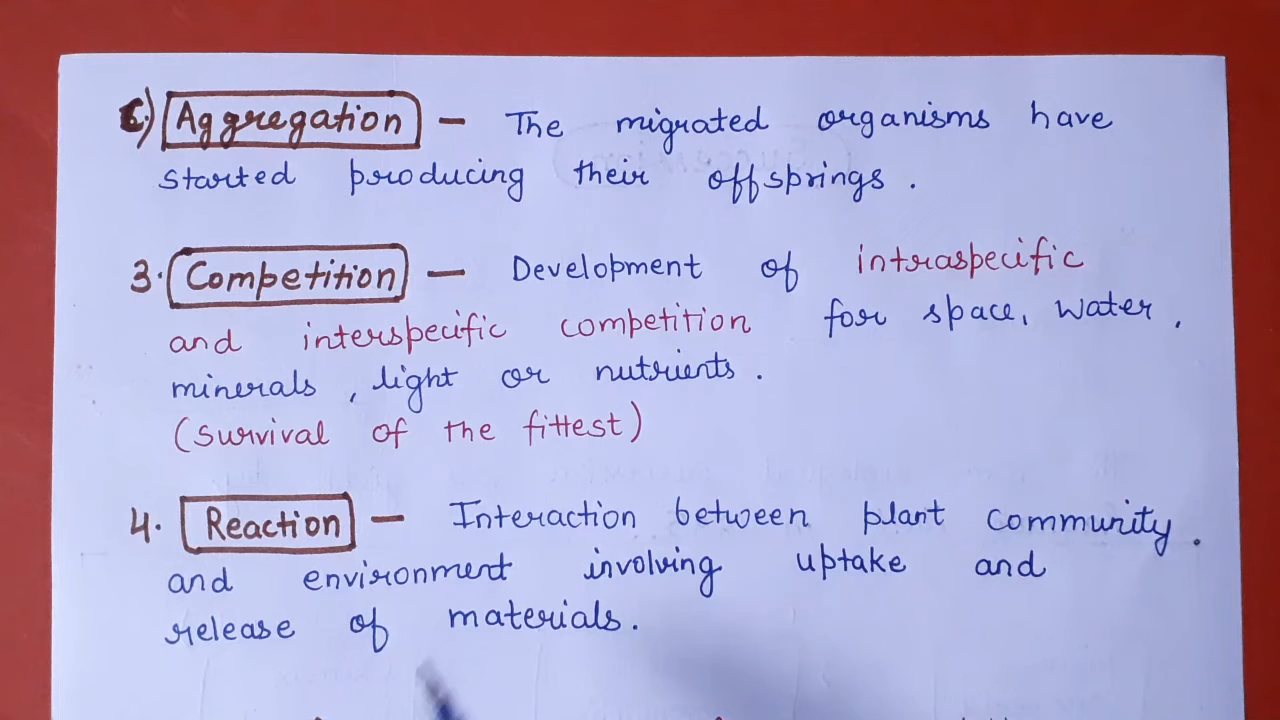 C.) Aggregation — The migrated organisms have
started producing their offsprings .
3. Competition — Development of intraspecific
and interspecific competition for space, water ,
minerals , light or nutrients .
(Survival of the fittest)
4. Reaction — Interaction between plant community .
and environment involving uptake and
release of materials.